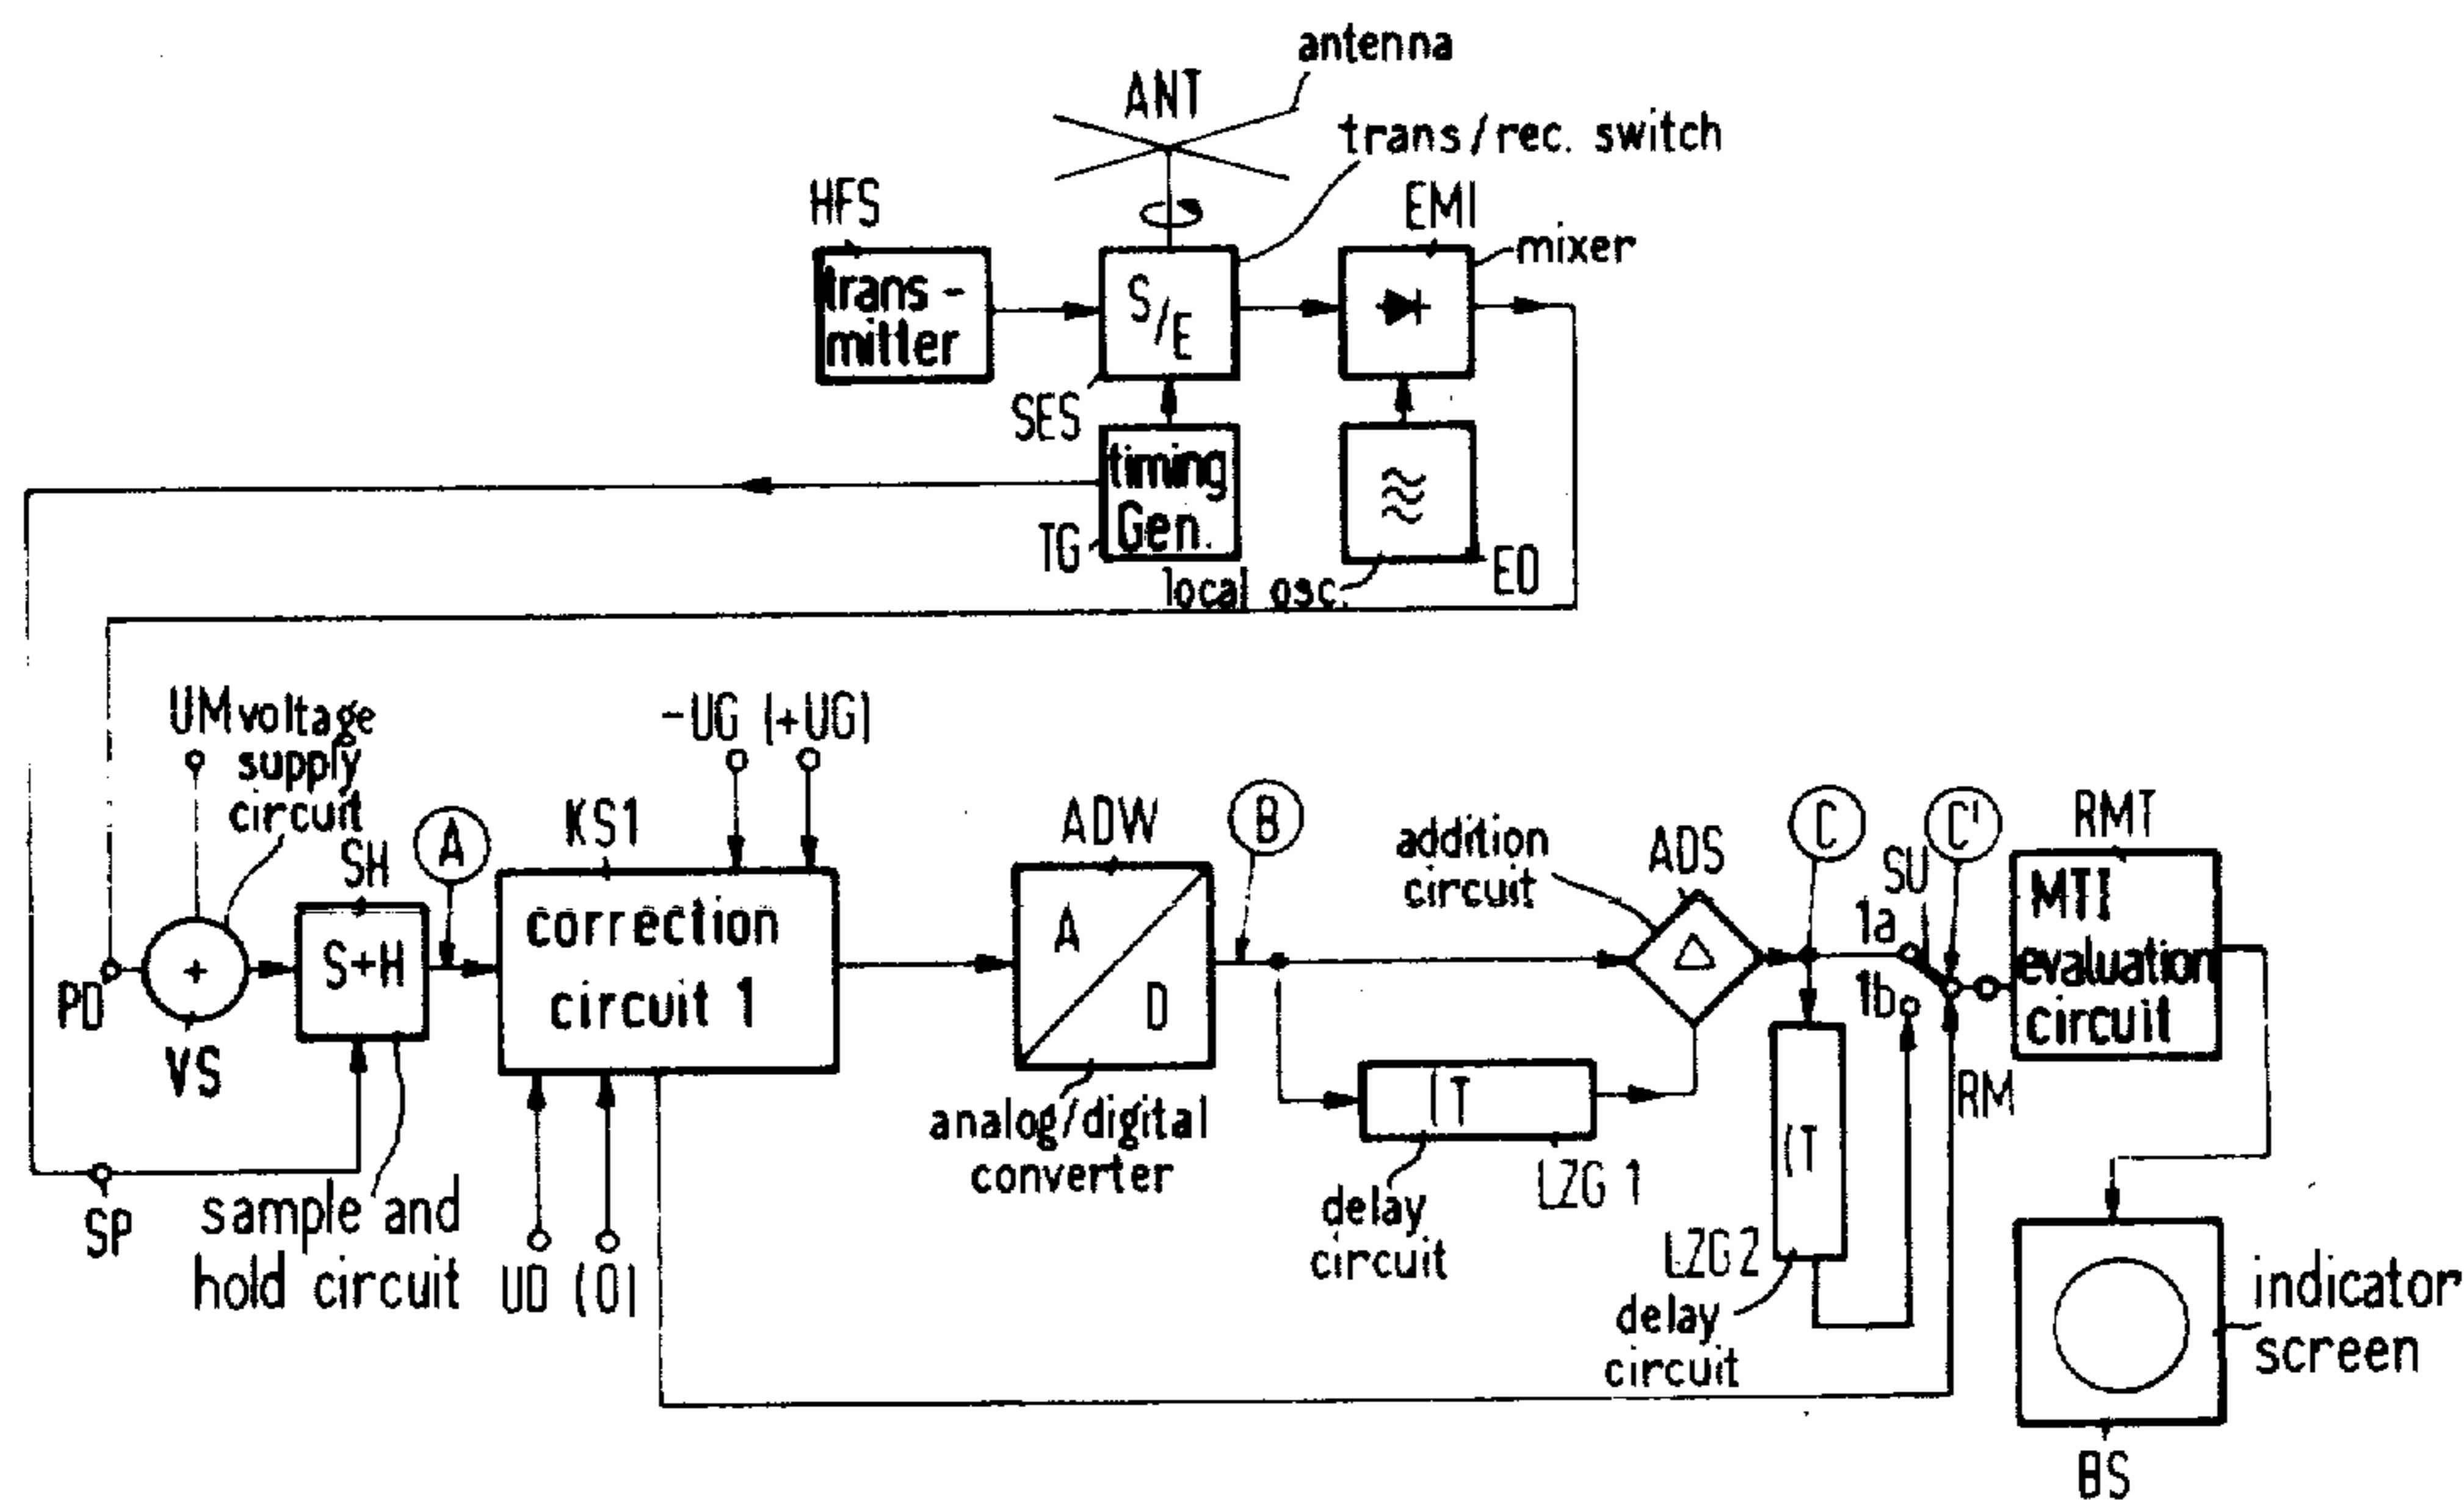 antenna
ANT
trans/rec. switch
HFS
EMI
mixer
trans-
mitter
S/E
SES
timing
Gen.
TG
local osc.
EO
UM voltage
supply
circuit
-UG (+UG)
SH
A
KS1
ADW
B
addition
circuit
ADS
C
SU
C'
RMT
1a
1b
MTI
evaluation
circuit
PD
+
VS
S+H
correction
circuit 1
A
D
Δ
RM
analog/digital
converter
T
LZG 1
delay
circuit
T
LZG 2
delay
circuit
SP
sample and
hold circuit
UD (0)
indicator
screen
BS